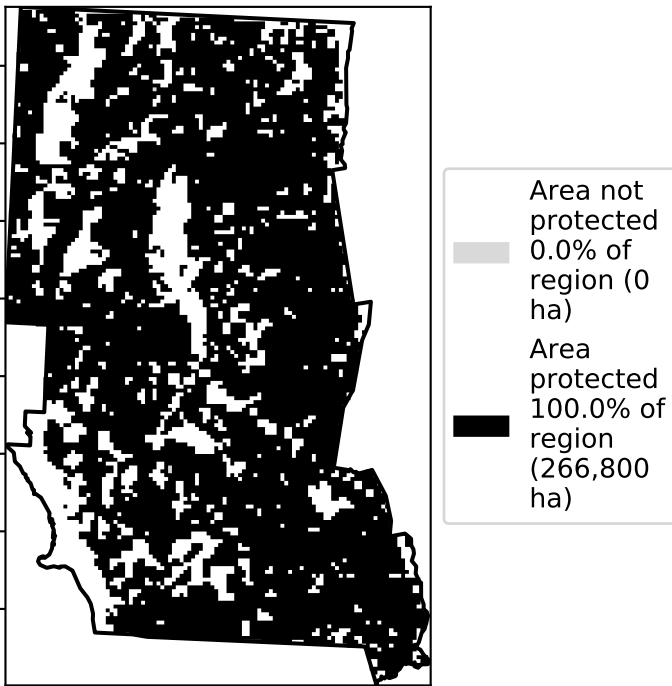 Area not
protected
0.0% of
region (0
ha)
Area
protected
100.0% of
region
(266,800
ha)